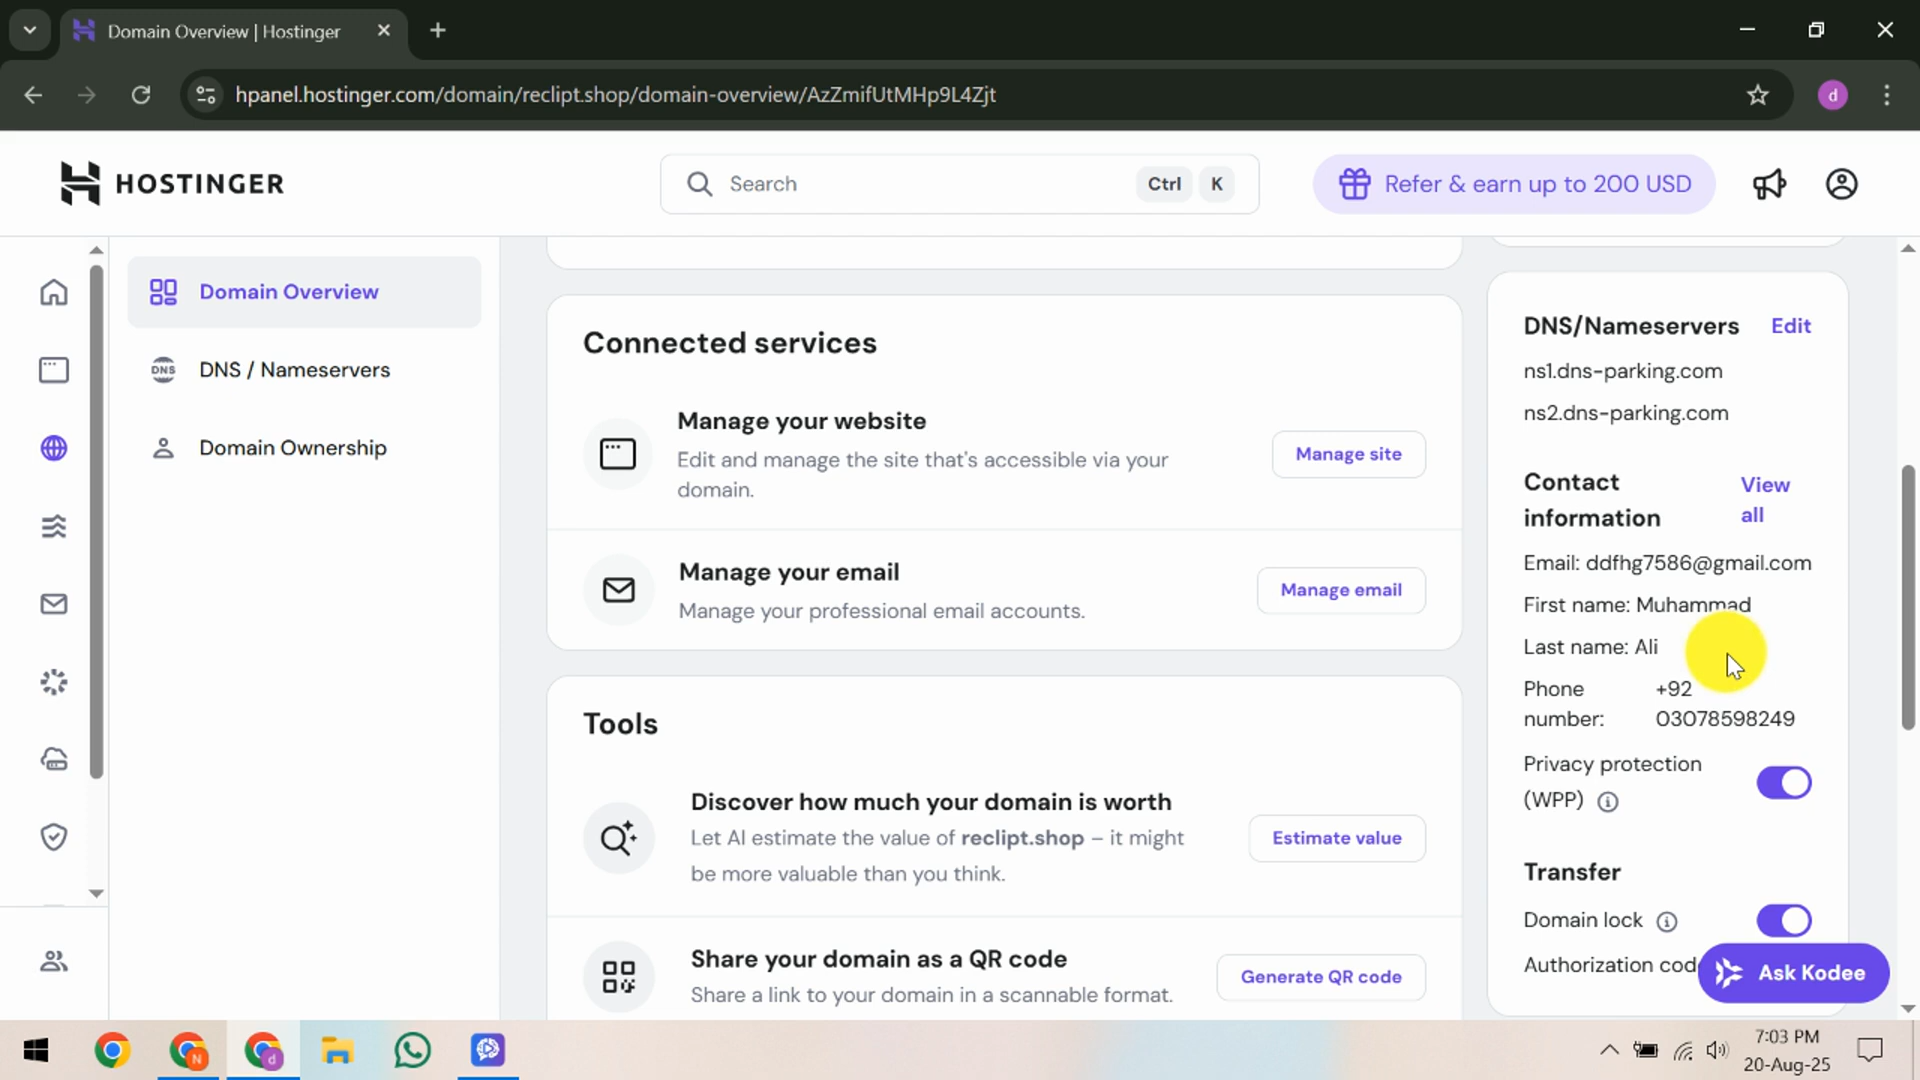 Domain Overview | Hostinger
hpanel.hostinger.com/domain/reclipt.shop/domain-overview/AzZmifUtMHp9L4Zjt
d
HOSTINGER
Search
Ctrl
K
Refer & earn up to 200 USD
Domain Overview
DNS
DNS / Nameservers
Domain Ownership
Connected services
Manage your website
Edit and manage the site that's accessible via your
domain.
Manage site
Manage your email
Manage your professional email accounts.
Manage email
Tools
Discover how much your domain is worth
Let AI estimate the value of reclipt.shop – it might
be more valuable than you think.
Estimate value
Share your domain as a QR code
Share a link to your domain in a scannable format.
Generate QR code
DNS/Nameservers
Edit
ns1.dns-parking.com
ns2.dns-parking.com
Contact
information
View
all
Email: ddfhg7586@gmail.com
First name: Muhammad
Last name: Ali
Phone
number:
+92
03078598249
Privacy protection
(WPP)
Transfer
Domain lock
Authorization cod
Ask Kodee
N
d
7:03 PM
20-Aug-25